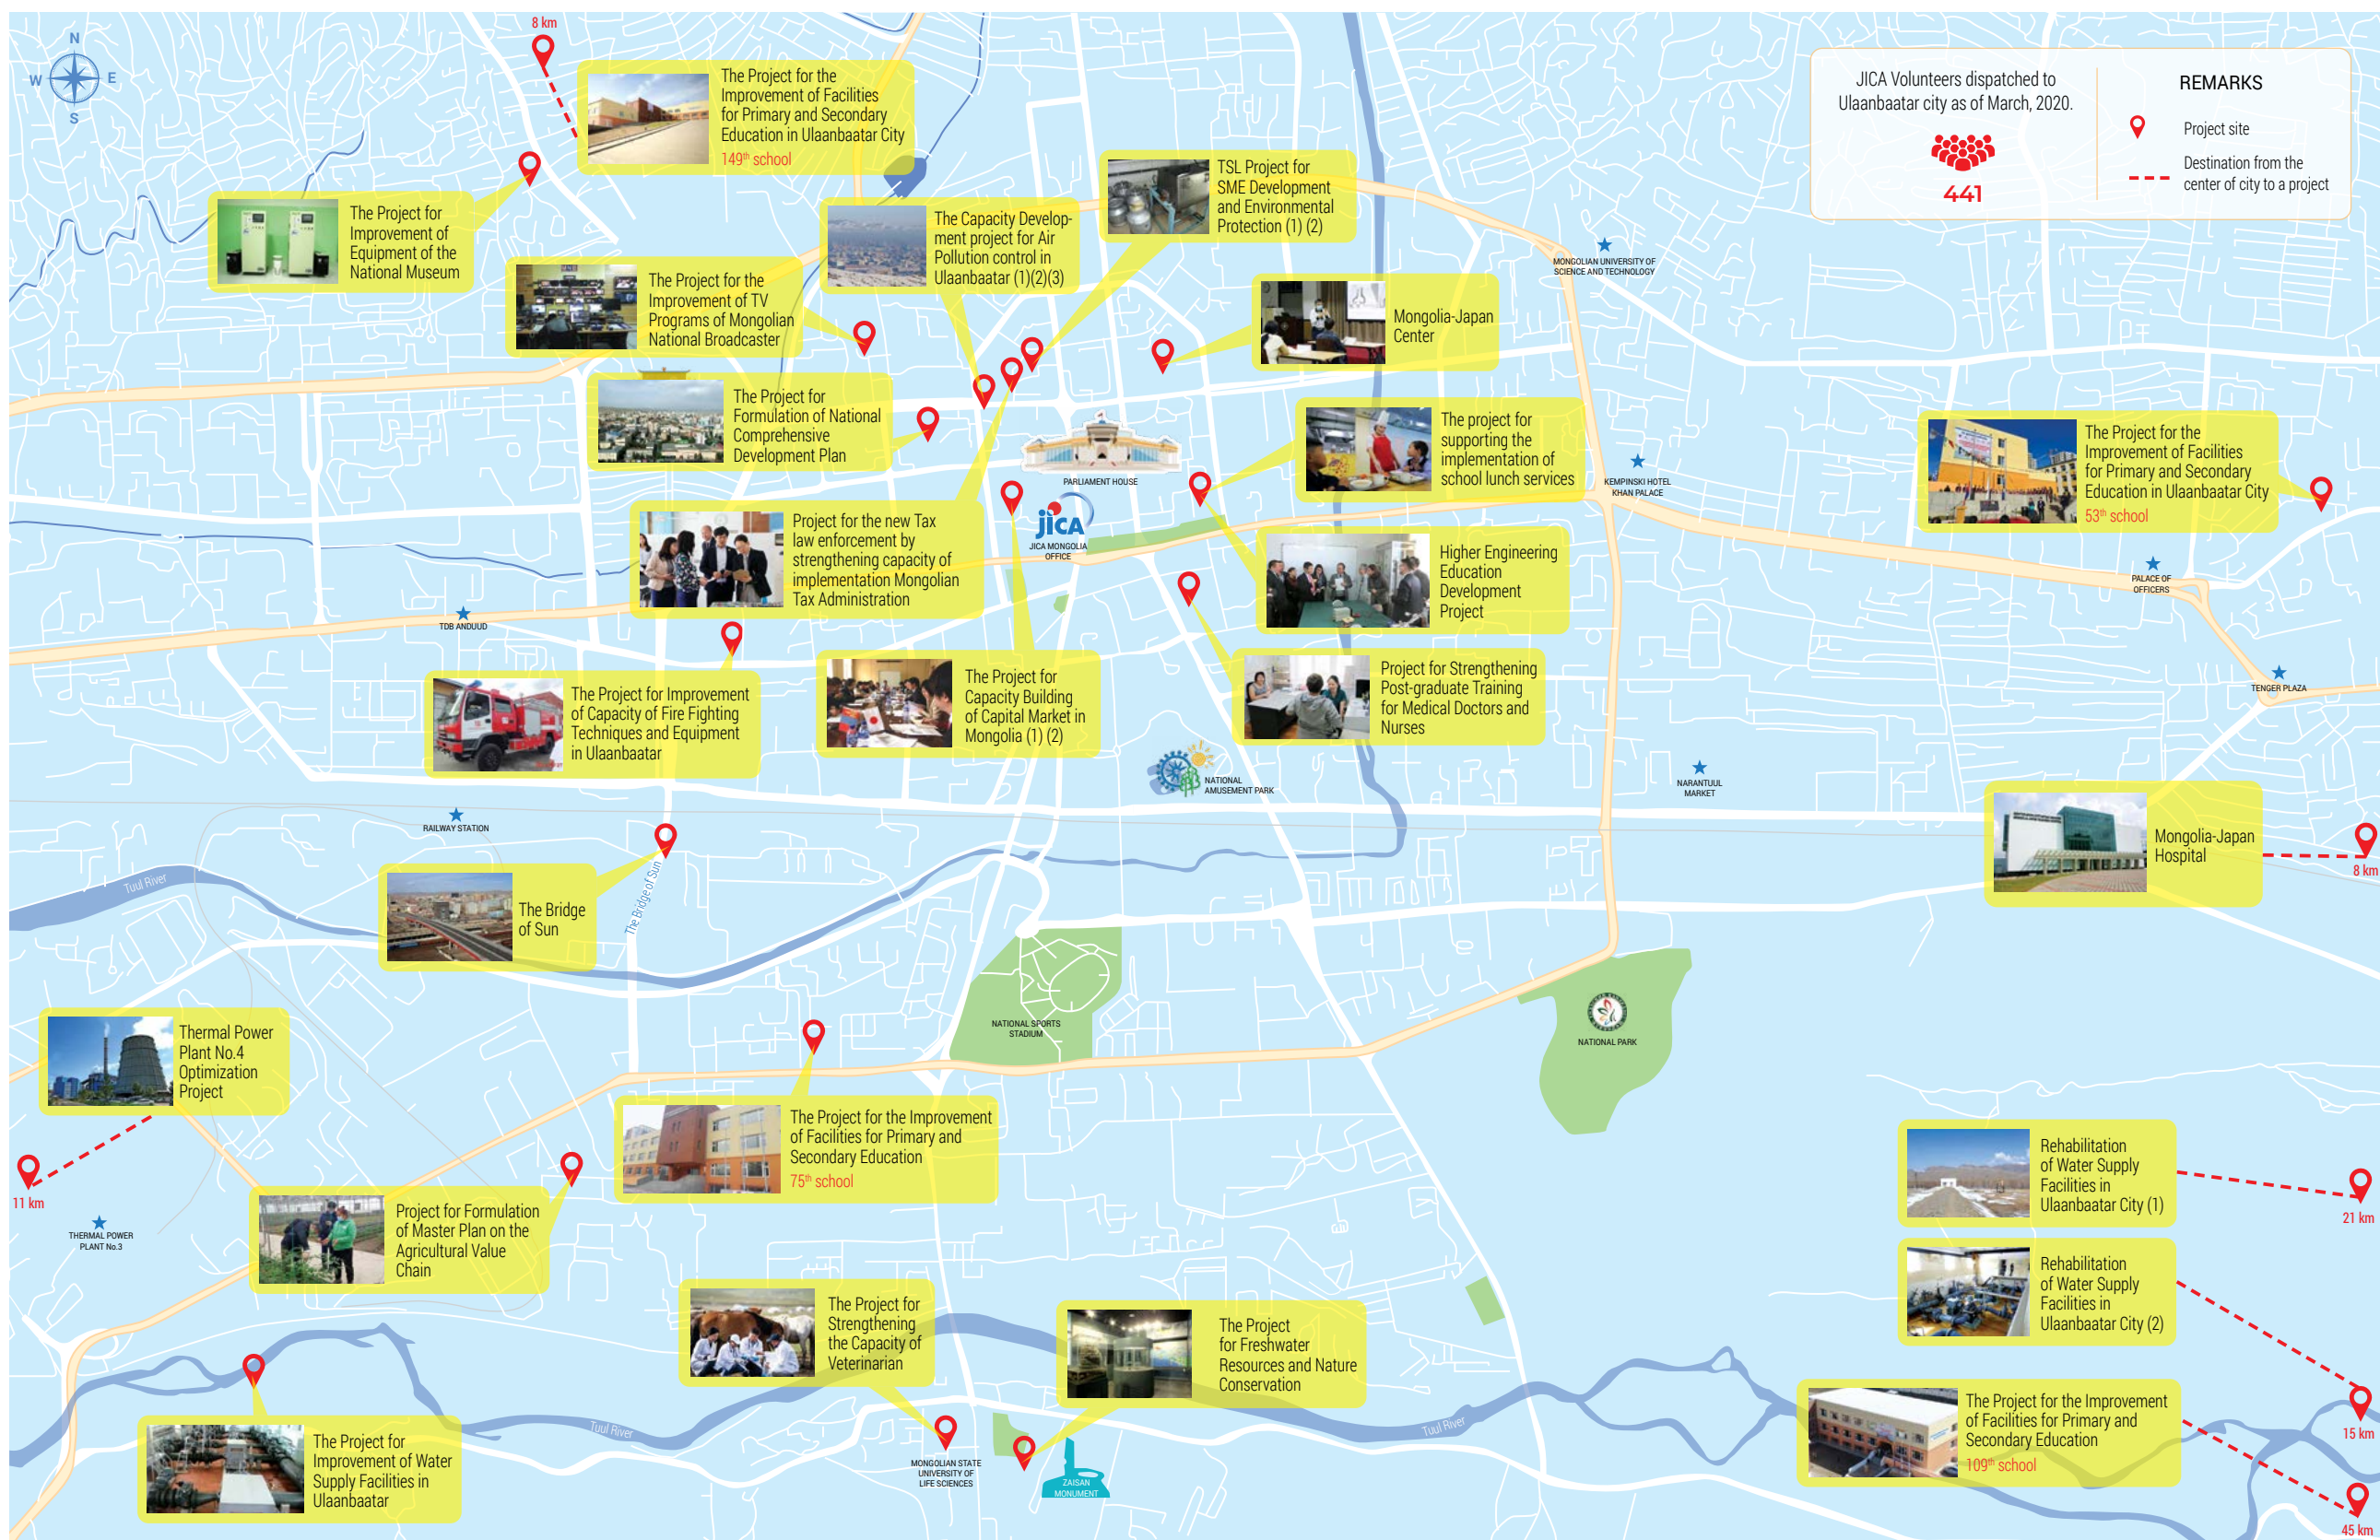 8 km
N
W
E
S
The Project for the
Improvement of Facilities
for Primary and Secondary
Education in Ulaanbaatar City
149th school
JICA Volunteers dispatched to
Ulaanbaatar city as of March, 2020.
441
REMARKS
Project site
Destination from the
center of city to a project
The Project for
Improvement of
Equipment of the
National Museum
The Capacity Develop-
ment project for Air
Pollution control in
Ulaanbaatar (1)(2)(3)
TSL Project for
SME Development
and Environmental
Protection (1) (2)
MONGOLIAN UNIVERSITY OF
SCIENCE AND TECHNOLOGY
The Project for the
Improvement of TV
Programs of Mongolian
National Broadcaster
Mongolia-Japan
Center
The Project for
Formulation of National
Comprehensive
Development Plan
PARLIAMENT HOUSE
The project for
supporting the
implementation of
school lunch services
KEMPINSKI HOTEL
KHAN PALACE
The Project for the
Improvement of Facilities
for Primary and Secondary
Education in Ulaanbaatar City
53th school
Project for the new Tax
law enforcement by
strengthening capacity of
implementation Mongolian
Tax Administration
jICA
JICA MONGOLIA
OFFICE
Higher Engineering
Education
Development
Project
PALACE OF
OFFICERS
TDB ANDUUD
The Project for Improvement
of Capacity of Fire Fighting
Techniques and Equipment
in Ulaanbaatar
The Project for
Capacity Building
of Capital Market in
Mongolia (1) (2)
Project for Strengthening
Post-graduate Training
for Medical Doctors and
Nurses
TENGER PLAZA
NATIONAL
AMUSEMENT PARK
NARANTUUL
MARKET
RAILWAY STATION
Mongolia-Japan
Hospital
8 km
Tuul River
The Bridge
of Sun
The Bridge of Sun
NATIONAL SPORTS
STADIUM
NATIONAL PARK
Thermal Power
Plant No.4
Optimization
Project
11 km
THERMAL POWER
PLANT No.3
The Project for the Improvement
of Facilities for Primary and
Secondary Education
75th school
Project for Formulation
of Master Plan on the
Agricultural Value
Chain
Rehabilitation
of Water Supply
Facilities in
Ulaanbaatar City (1)
21 km
Rehabilitation
of Water Supply
Facilities in
Ulaanbaatar City (2)
15 km
The Project for
Strengthening
the Capacity of
Veterinarian
The Project
for Freshwater
Resources and Nature
Conservation
The Project for the Improvement
of Facilities for Primary and
Secondary Education
109th school
45 km
The Project for
Improvement of Water
Supply Facilities in
Ulaanbaatar
Tuul River
Tuul River
MONGOLIAN STATE
UNIVERSITY OF
LIFE SCIENCES
ZAISAN
MONUMENT